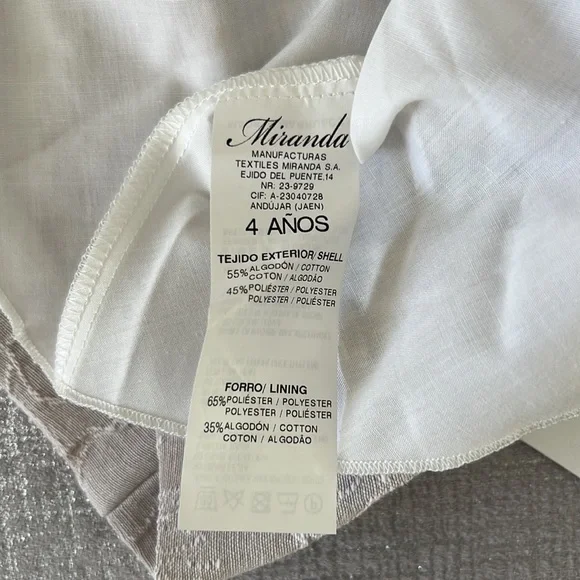 Miranda
MANUFACTURAS
TEXTILES MIRANDA S.A.
EJIDO DEL PUENTE,14
NR: 23-9729
CIF: A-23040728
ANDÚJAR (JAEN)
4 AÑOS
TEJIDO EXTERIOR/SHELL
55% ALGODÓN / COTTON
COTON / ALGODÃO
45% POLIÉSTER / POLYESTER
POLYESTER / POLIÉSTER
FORRO/ LINING
65% POLIÉSTER / POLYESTER
POLYESTER / POLIÉSTER
35% ALGODÓN / COTTON
COTON / ALGODÃO